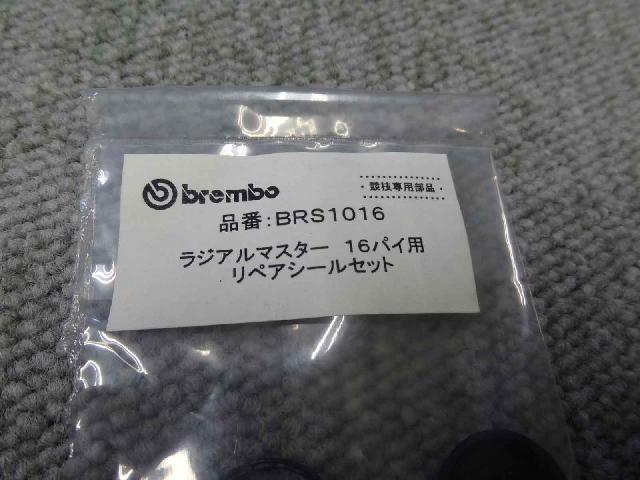 brembo
・競技専用部品・
品番:BRS1016
ラジアルマスター 16パイ用
リペアシールセット